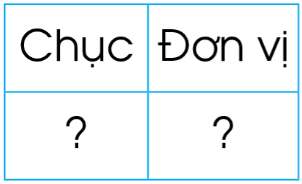 Chục Đơn vị
? ?